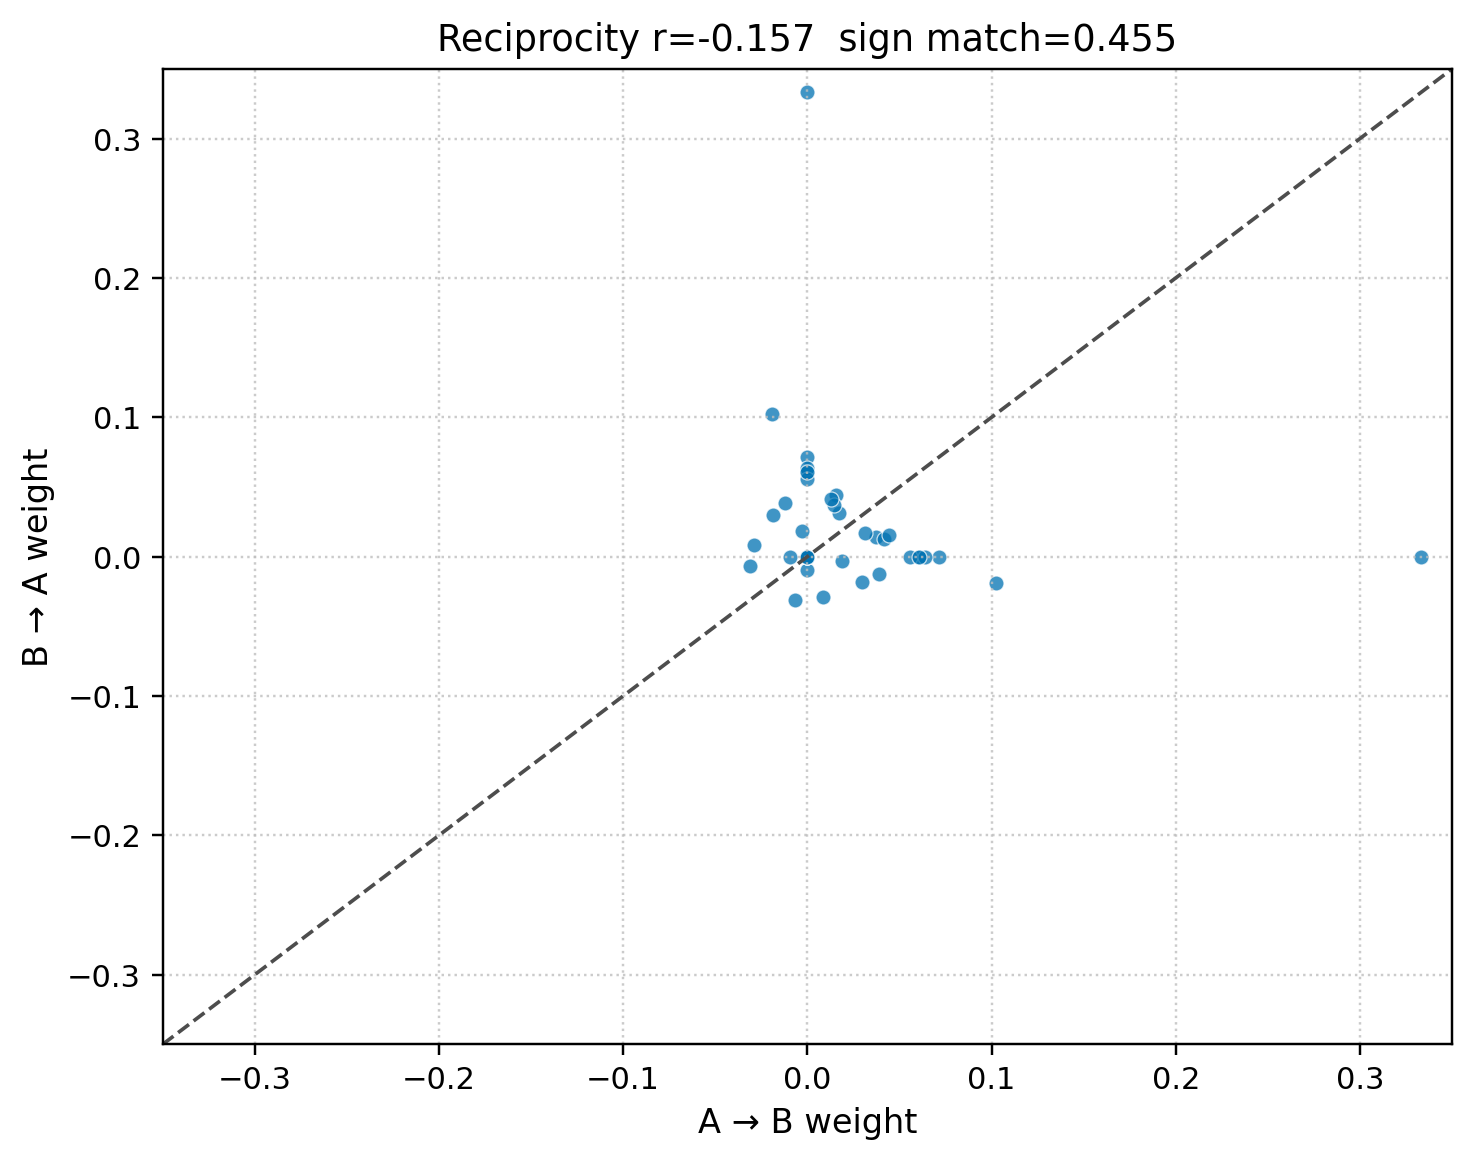 Reciprocity r=-0.157  sign match=0.455
0.3
0.2
0.1
0.0
−0.1
−0.2
−0.3
B → A weight
−0.3 −0.2 −0.1 0.0 0.1 0.2 0.3
A → B weight